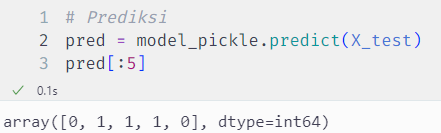 1 # Prediksi
2 pred = model_pickle.predict(X_test)
3 pred[:5]
✓ 0.1s
array([0, 1, 1, 1, 0], dtype=int64)